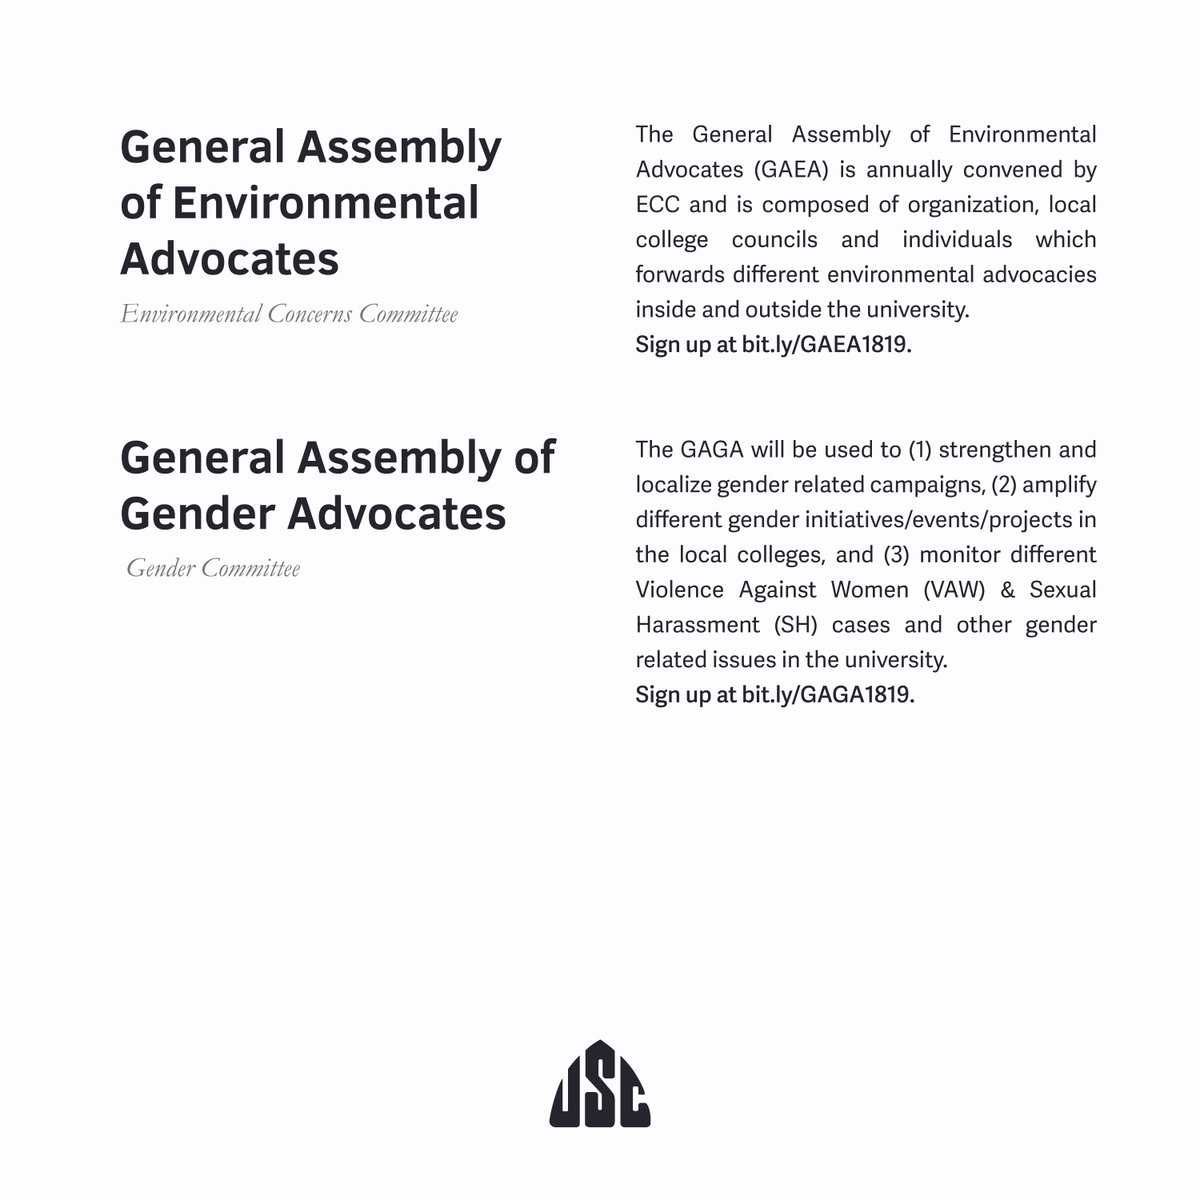 General Assembly
of Environmental
Advocates
Environmental Concerns Committee
The General Assembly of Environmental
Advocates (GAEA) is annually convened by
ECC and is composed of organization, local
college councils and individuals which
forwards different environmental advocacies
inside and outside the university.
Sign up at bit.ly/GAEA1819.
General Assembly of
Gender Advocates
Gender Committee
The GAGA will be used to (1) strengthen and
localize gender related campaigns, (2) amplify
different gender initiatives/events/projects in
the local colleges, and (3) monitor different
Violence Against Women (VAW) & Sexual
Harassment (SH) cases and other gender
related issues in the university.
Sign up at bit.ly/GAGA1819.
USC